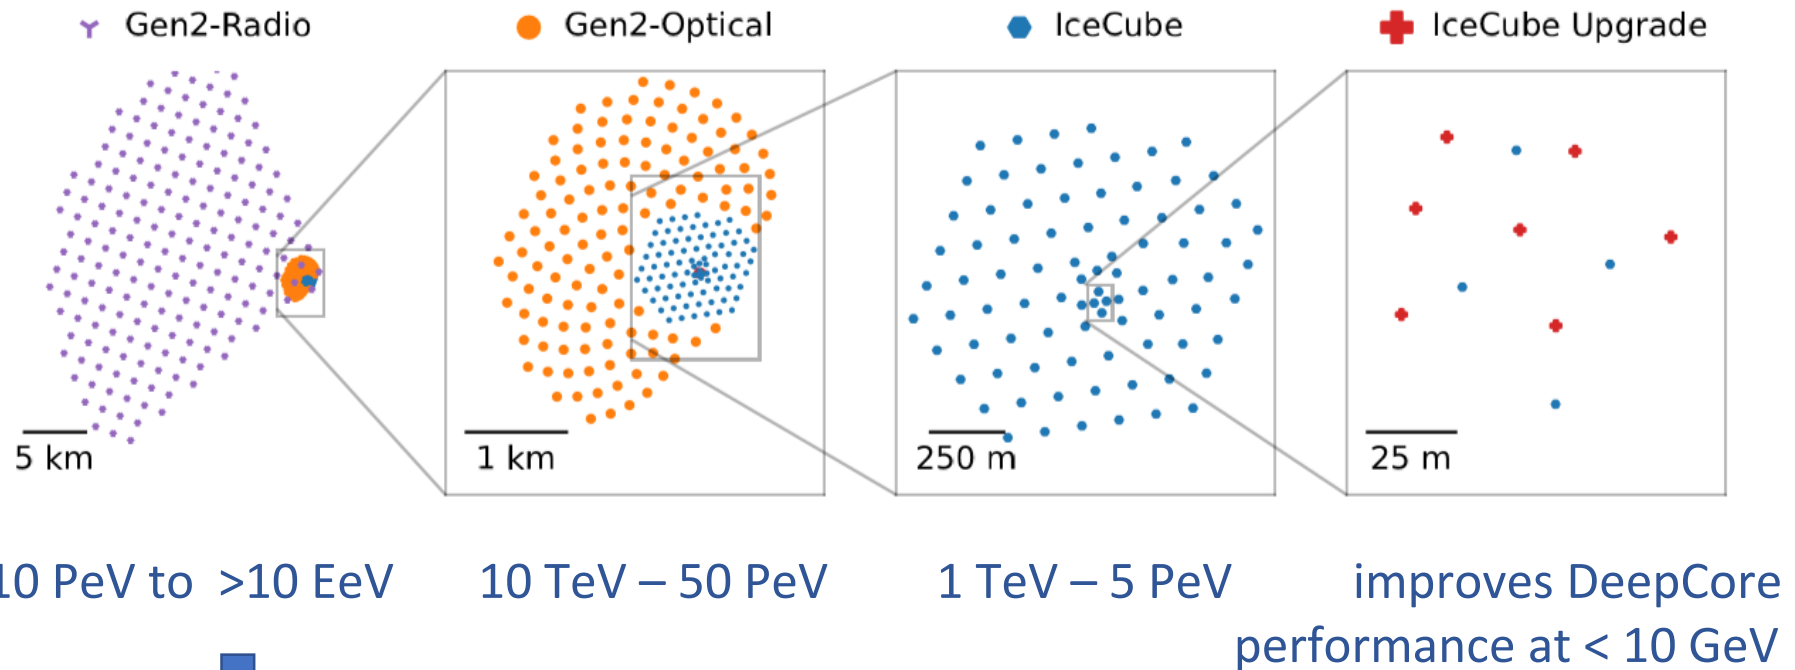 Gen2-Radio
Gen2-Optical
IceCube
IceCube Upgrade
5 km
1 km
250 m
25 m
10 PeV to >10 EeV
10 TeV – 50 PeV
1 TeV – 5 PeV
improves DeepCore
performance at < 10 GeV